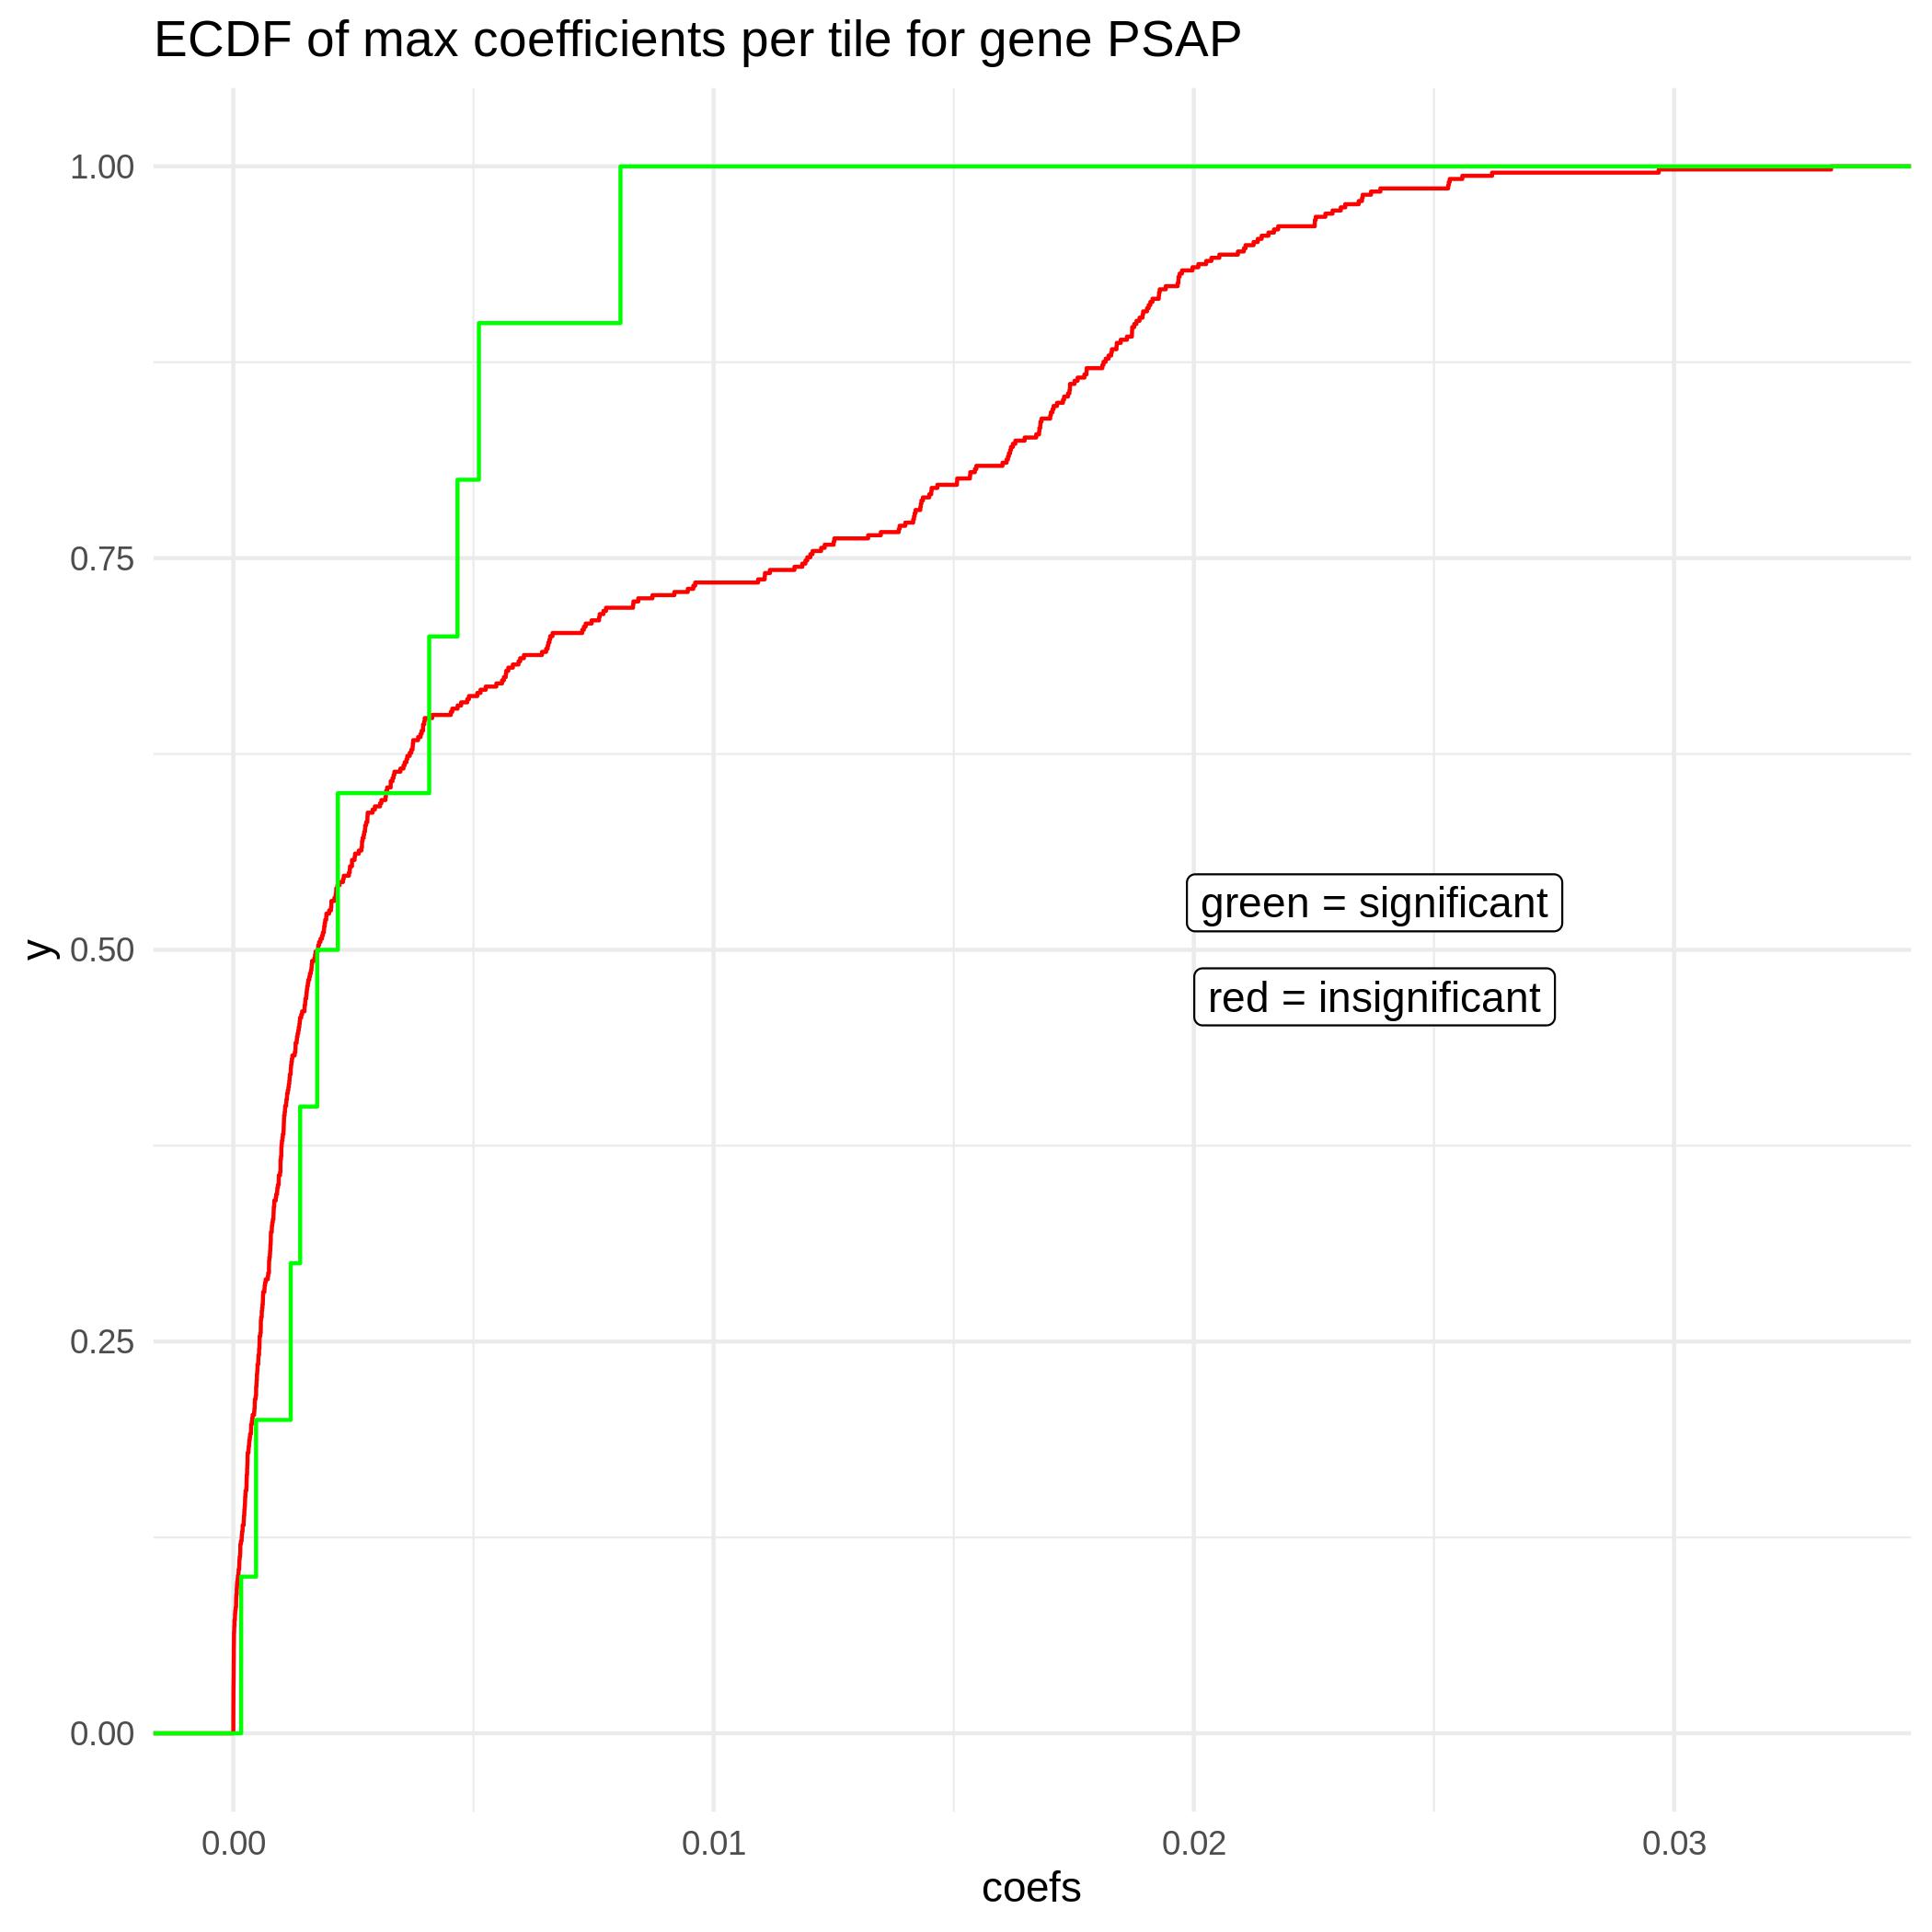 ECDF of max coefficients per tile for gene PSAP
1.00
0.75
0.50
0.25
0.00
y
green = significant
red = insignificant
0.00 0.01 0.02 0.03
coefs